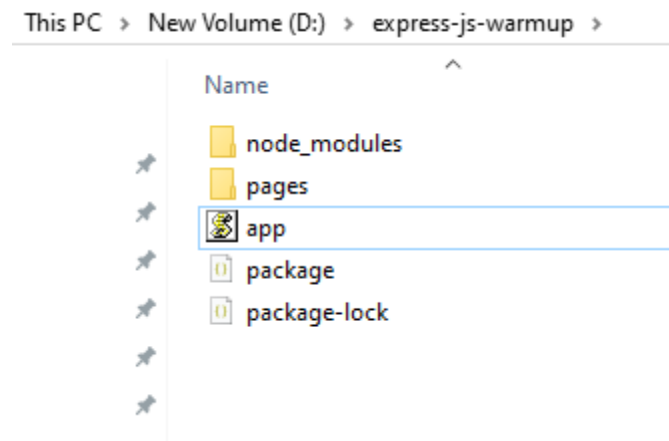 This PC > New Volume (D:) > express-js-warmup >
Name
node_modules
pages
app
package
package-lock